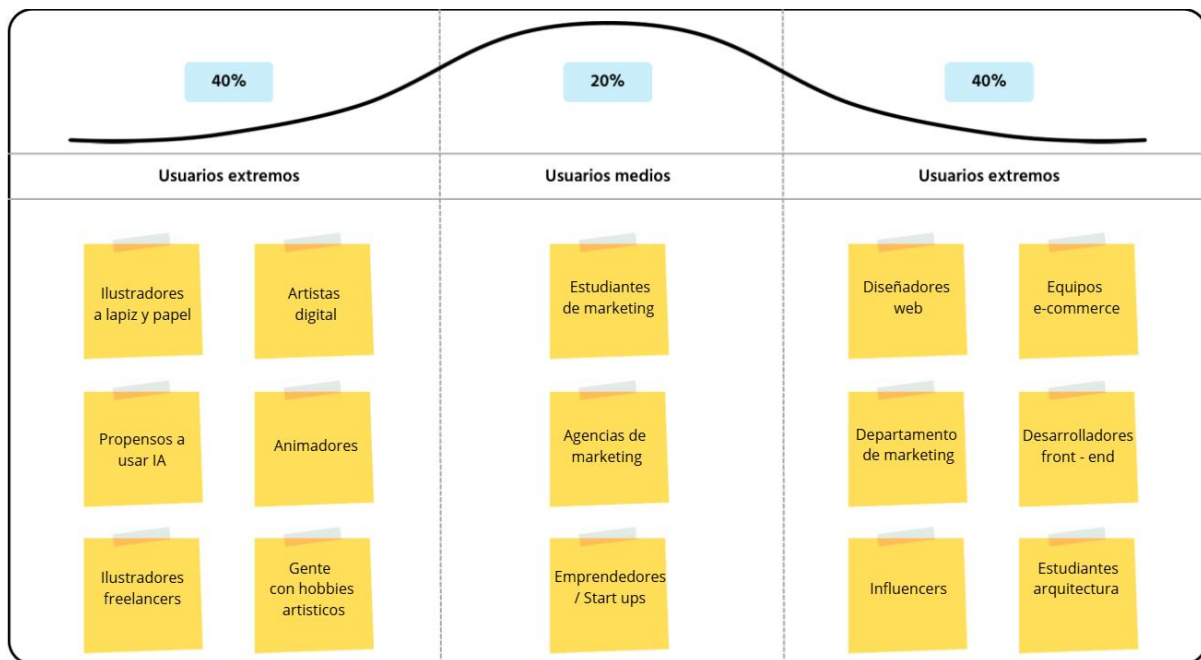 40%
20%
40%
Usuarios extremos
Usuarios medios
Usuarios extremos
Ilustradores
a lapiz y papel
Artistas
digital
Estudiantes
de marketing
Diseñadores
web
Equipos
e-commerce
Propensos a
usar IA
Animadores
Agencias de
marketing
Departamento
de marketing
Desarrolladores
front - end
Ilustradores
freelancers
Gente
con hobbies
artisticos
Emprendedores
/ Start ups
Influencers
Estudiantes
arquitectura